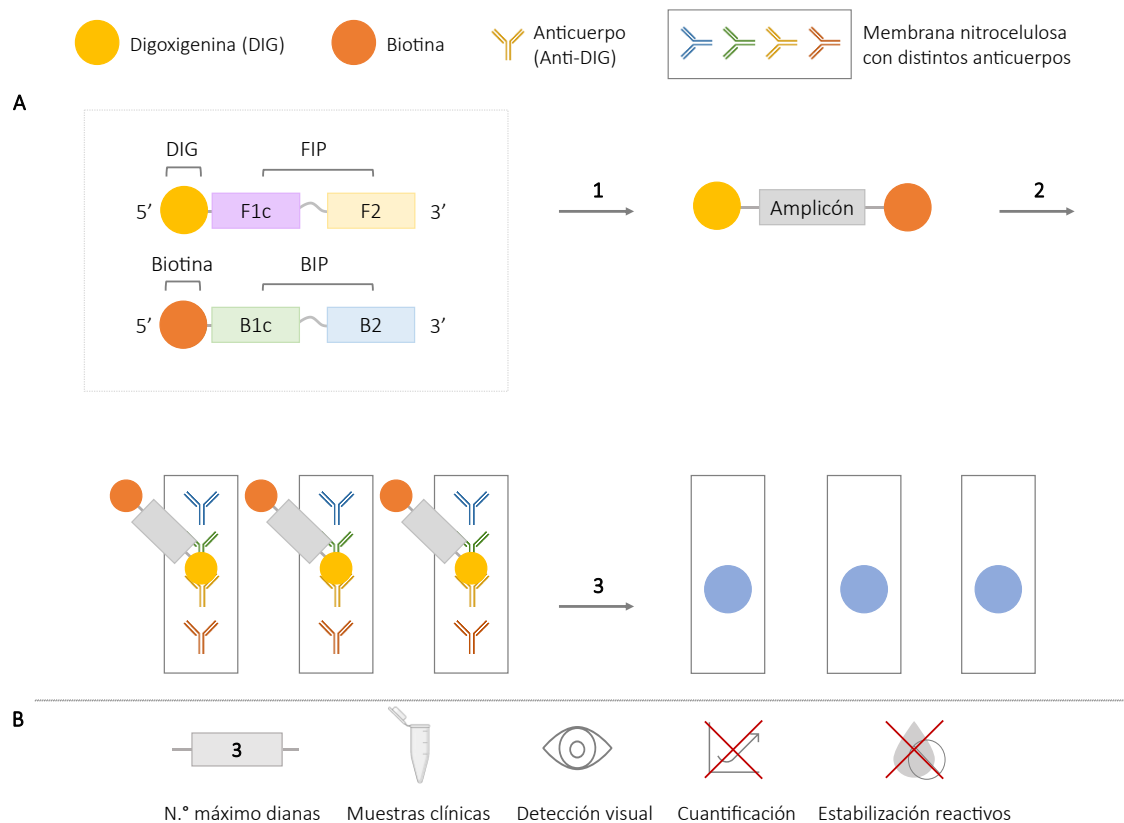 Digoxigenina (DIG)
Biotina
Anticuerpo
(Anti-DIG)
Membrana nitrocelulosa
con distintos anticuerpos
A
DIG
FIP
5’
F1c
F2
3’
Biotina
BIP
5’
B1c
B2
3’
1
Amplicón
2
3
B
3
N.° máximo dianas
Muestras clínicas
Detección visual
Cuantificación
Estabilización reactivos